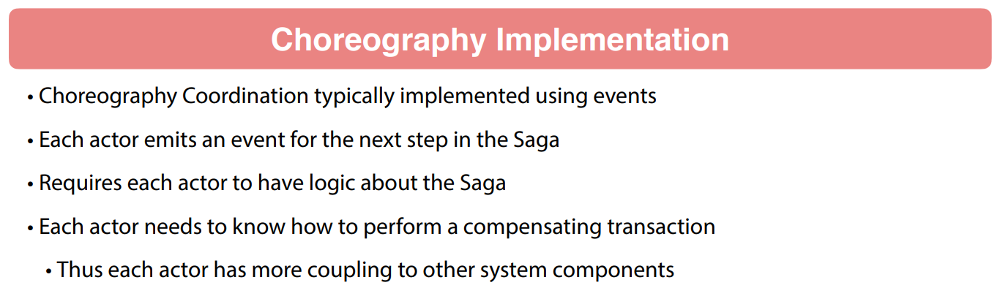 Choreography Implementation
• Choreography Coordination typically implemented using events
• Each actor emits an event for the next step in the Saga
• Requires each actor to have logic about the Saga
• Each actor needs to know how to perform a compensating transaction
• Thus each actor has more coupling to other system components